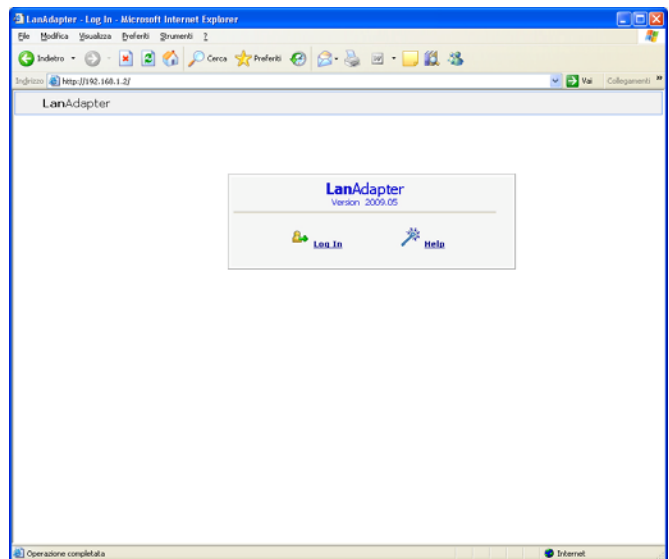 LanAdapter - Log In - Microsoft Internet Explorer
File Modifica Visualizza Preferiti Strumenti ?
Indietro Cerca Preferiti
Indirizzo http://192.168.1.2/ Vai Collegamenti »
LanAdapter
LanAdapter
Version 2009.05
Log In Help
Operazione completata Internet